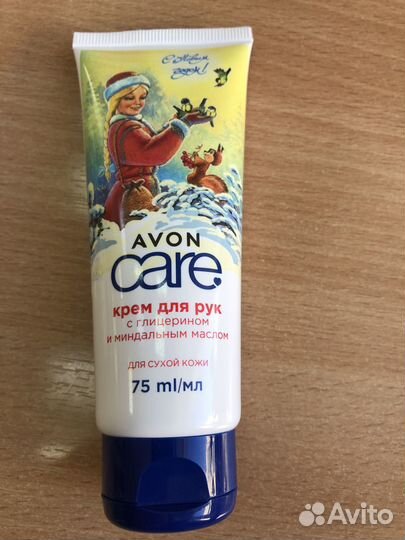 С Новым
годом!
AVON
care
крем для рук
с глицерином
и миндальным маслом
для сухой кожи
75 ml/мл
Avito